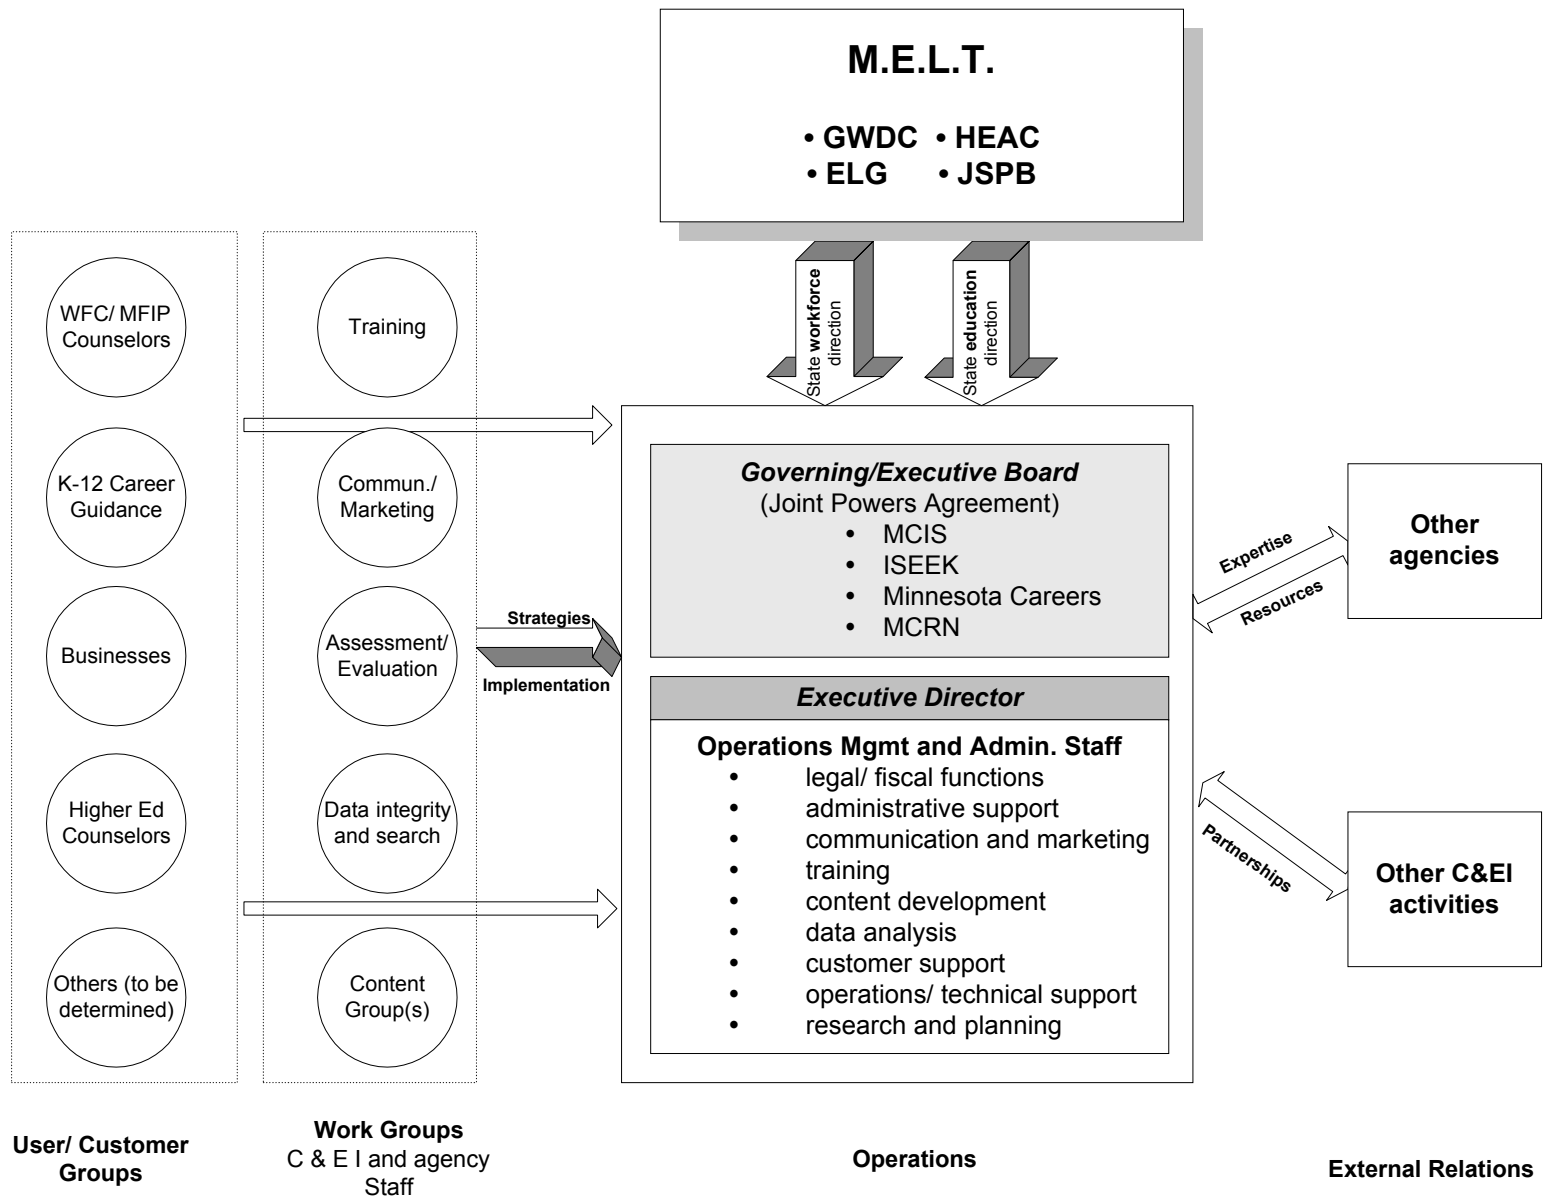 M.E.L.T.
• GWDC • HEAC
• ELG • JSPB
State workforce
direction
State education
direction
WFC/ MFIP
Counselors
K-12 Career
Guidance
Businesses
Higher Ed
Counselors
Others (to be
determined)
Training
Commun./
Marketing
Assessment/
Evaluation
Data integrity
and search
Content
Group(s)
Strategies
Implementation
Governing/Executive Board
(Joint Powers Agreement)
• MCIS
• ISEEK
• Minnesota Careers
• MCRN
Executive Director
Operations Mgmt and Admin. Staff
• legal/ fiscal functions
• administrative support
• communication and marketing
• training
• content development
• data analysis
• customer support
• operations/ technical support
• research and planning
Expertise
Resources
Other
agencies
Partnerships
Other C&EI
activities
User/ Customer
Groups
Work Groups
C & E I and agency
Staff
Operations
External Relations